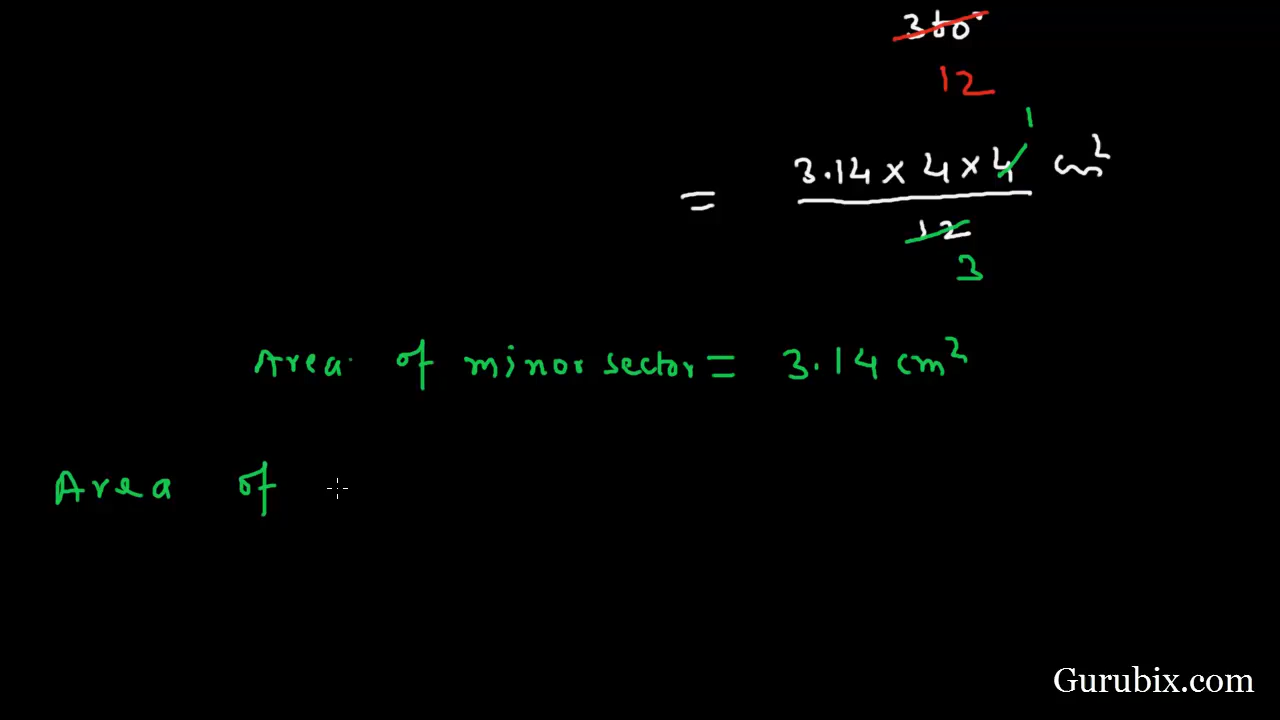 360°
12
1
= 3.14 × 4 × 4 cm²
12
3
Area of minor sector = 3.14 cm²
Area of
Gurubix.com